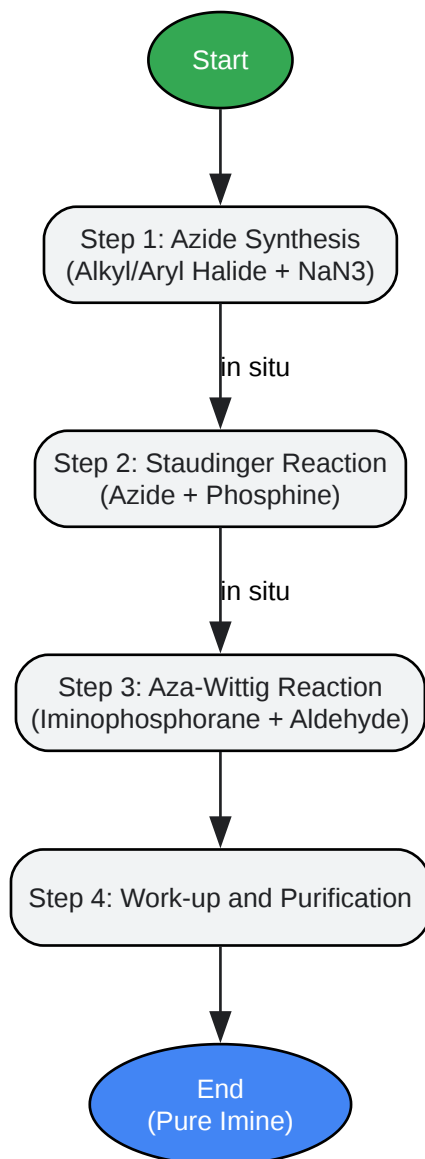 Start
Step 1: Azide Synthesis
(Alkyl/Aryl Halide + NaN3)
in situ
Step 2: Staudinger Reaction
(Azide + Phosphine)
in situ
Step 3: Aza-Wittig Reaction
(Iminophosphorane + Aldehyde)
Step 4: Work-up and Purification
End
(Pure Imine)